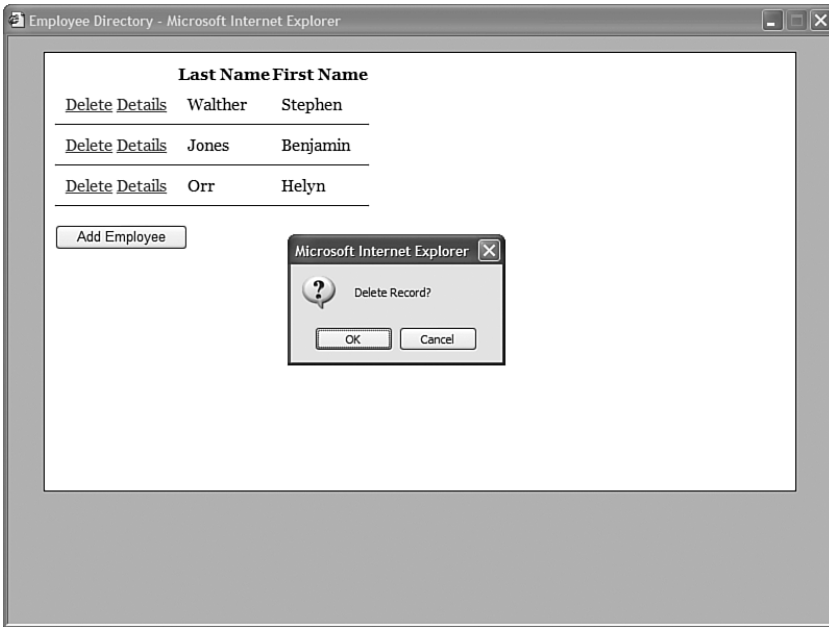 Employee Directory - Microsoft Internet Explorer
Last Name First Name
Delete Details Walther Stephen
Delete Details Jones Benjamin
Delete Details Orr Helyn
Add Employee
Microsoft Internet Explorer
? Delete Record?
OK Cancel